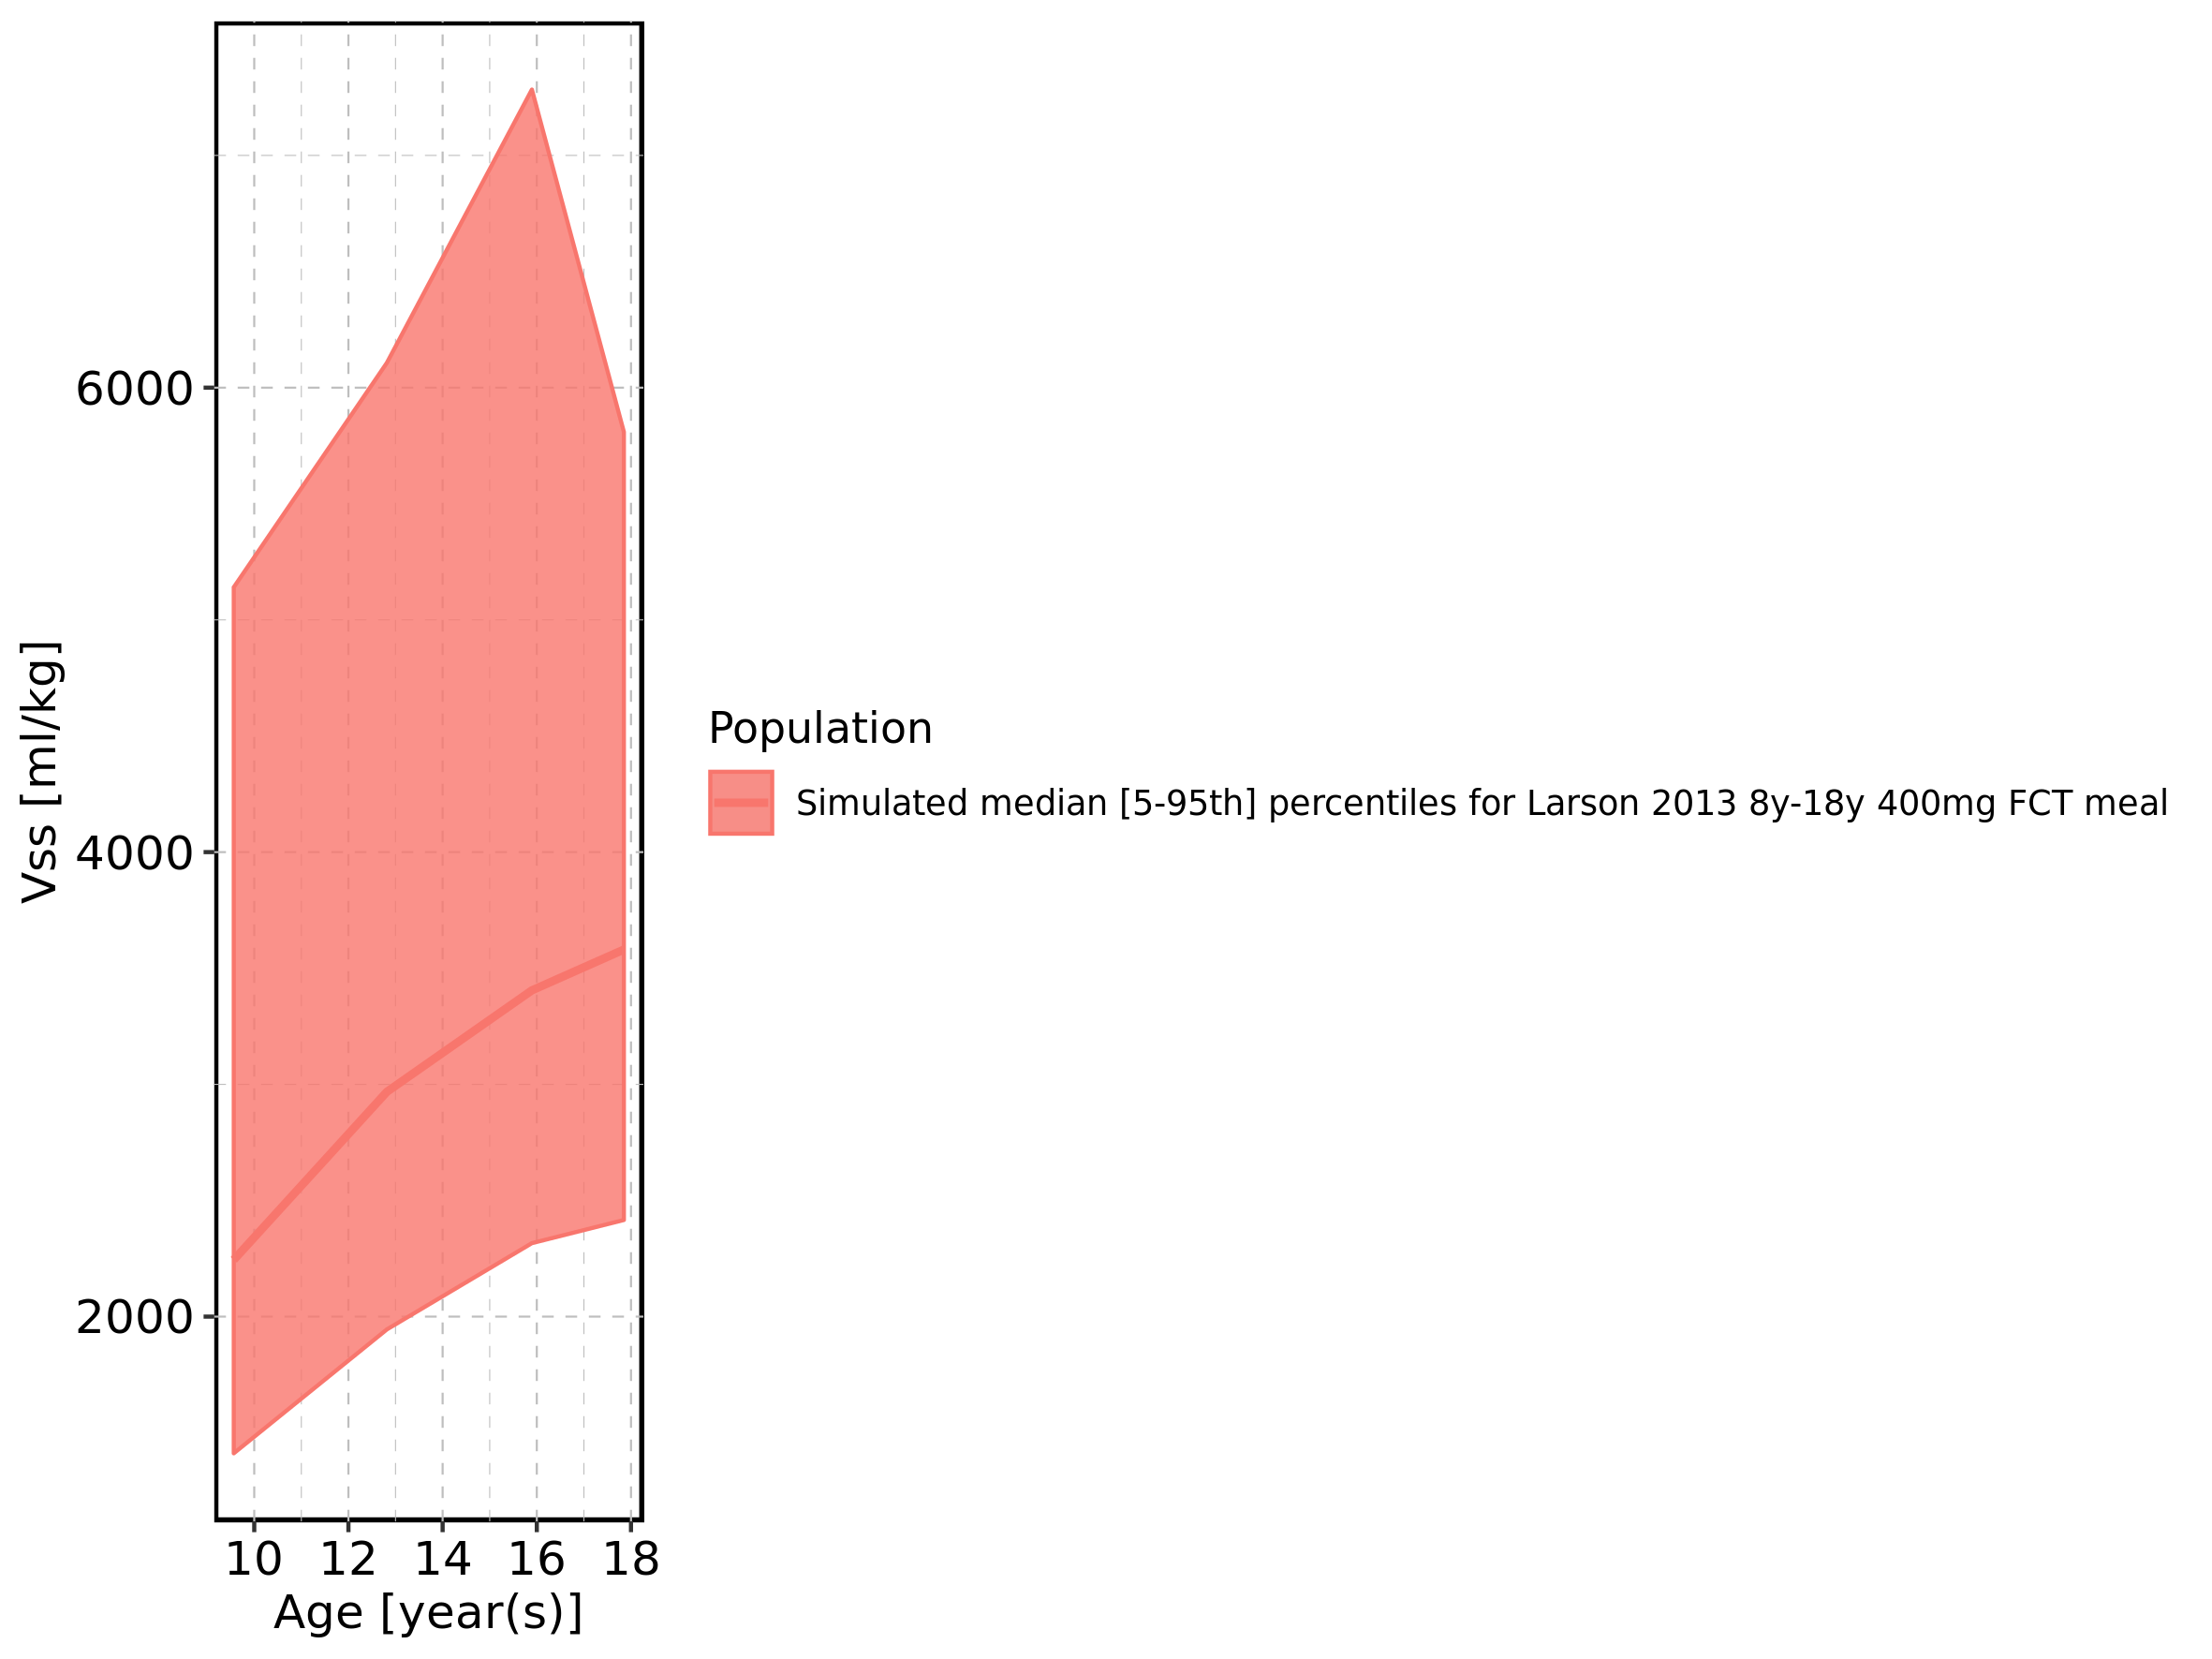 Vss [ml/kg]
6000
4000
2000
10 12 14 16 18
Age [year(s)]
Population
Simulated median [5-95th] percentiles for Larson 2013 8y-18y 400mg FCT meal